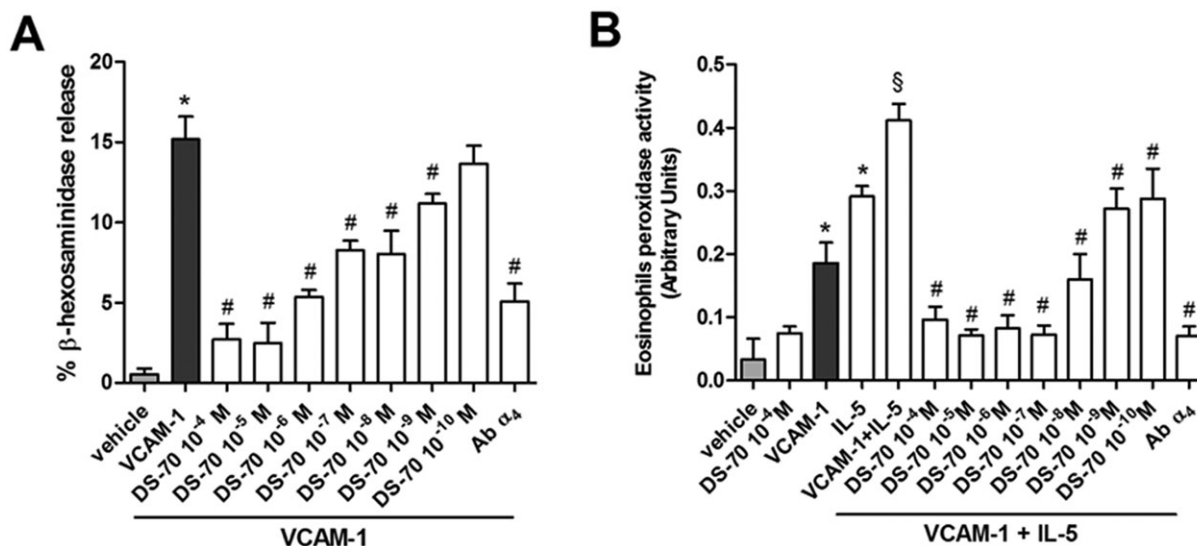 A
% β-hexosaminidase release
20
15
10
5
0
*
#
#
#
#
#
#
#
vehicle
VCAM-1
DS-70 10⁻⁴ M
DS-70 10⁻⁵ M
DS-70 10⁻⁶ M
DS-70 10⁻⁷ M
DS-70 10⁻⁸ M
DS-70 10⁻⁹ M
DS-70 10⁻¹⁰ M
Ab α₄
VCAM-1
B
Eosinophils peroxidase activity
(Arbitrary Units)
0.5
0.4
0.3
0.2
0.1
0.0
*
*
§
#
#
#
#
#
#
#
#
vehicle
DS-70 10⁻⁴ M
VCAM-1
IL-5
VCAM-1+IL-5
DS-70 10⁻⁴ M
DS-70 10⁻⁵ M
DS-70 10⁻⁶ M
DS-70 10⁻⁷ M
DS-70 10⁻⁸ M
DS-70 10⁻⁹ M
DS-70 10⁻¹⁰ M
Ab α₄
VCAM-1 + IL-5